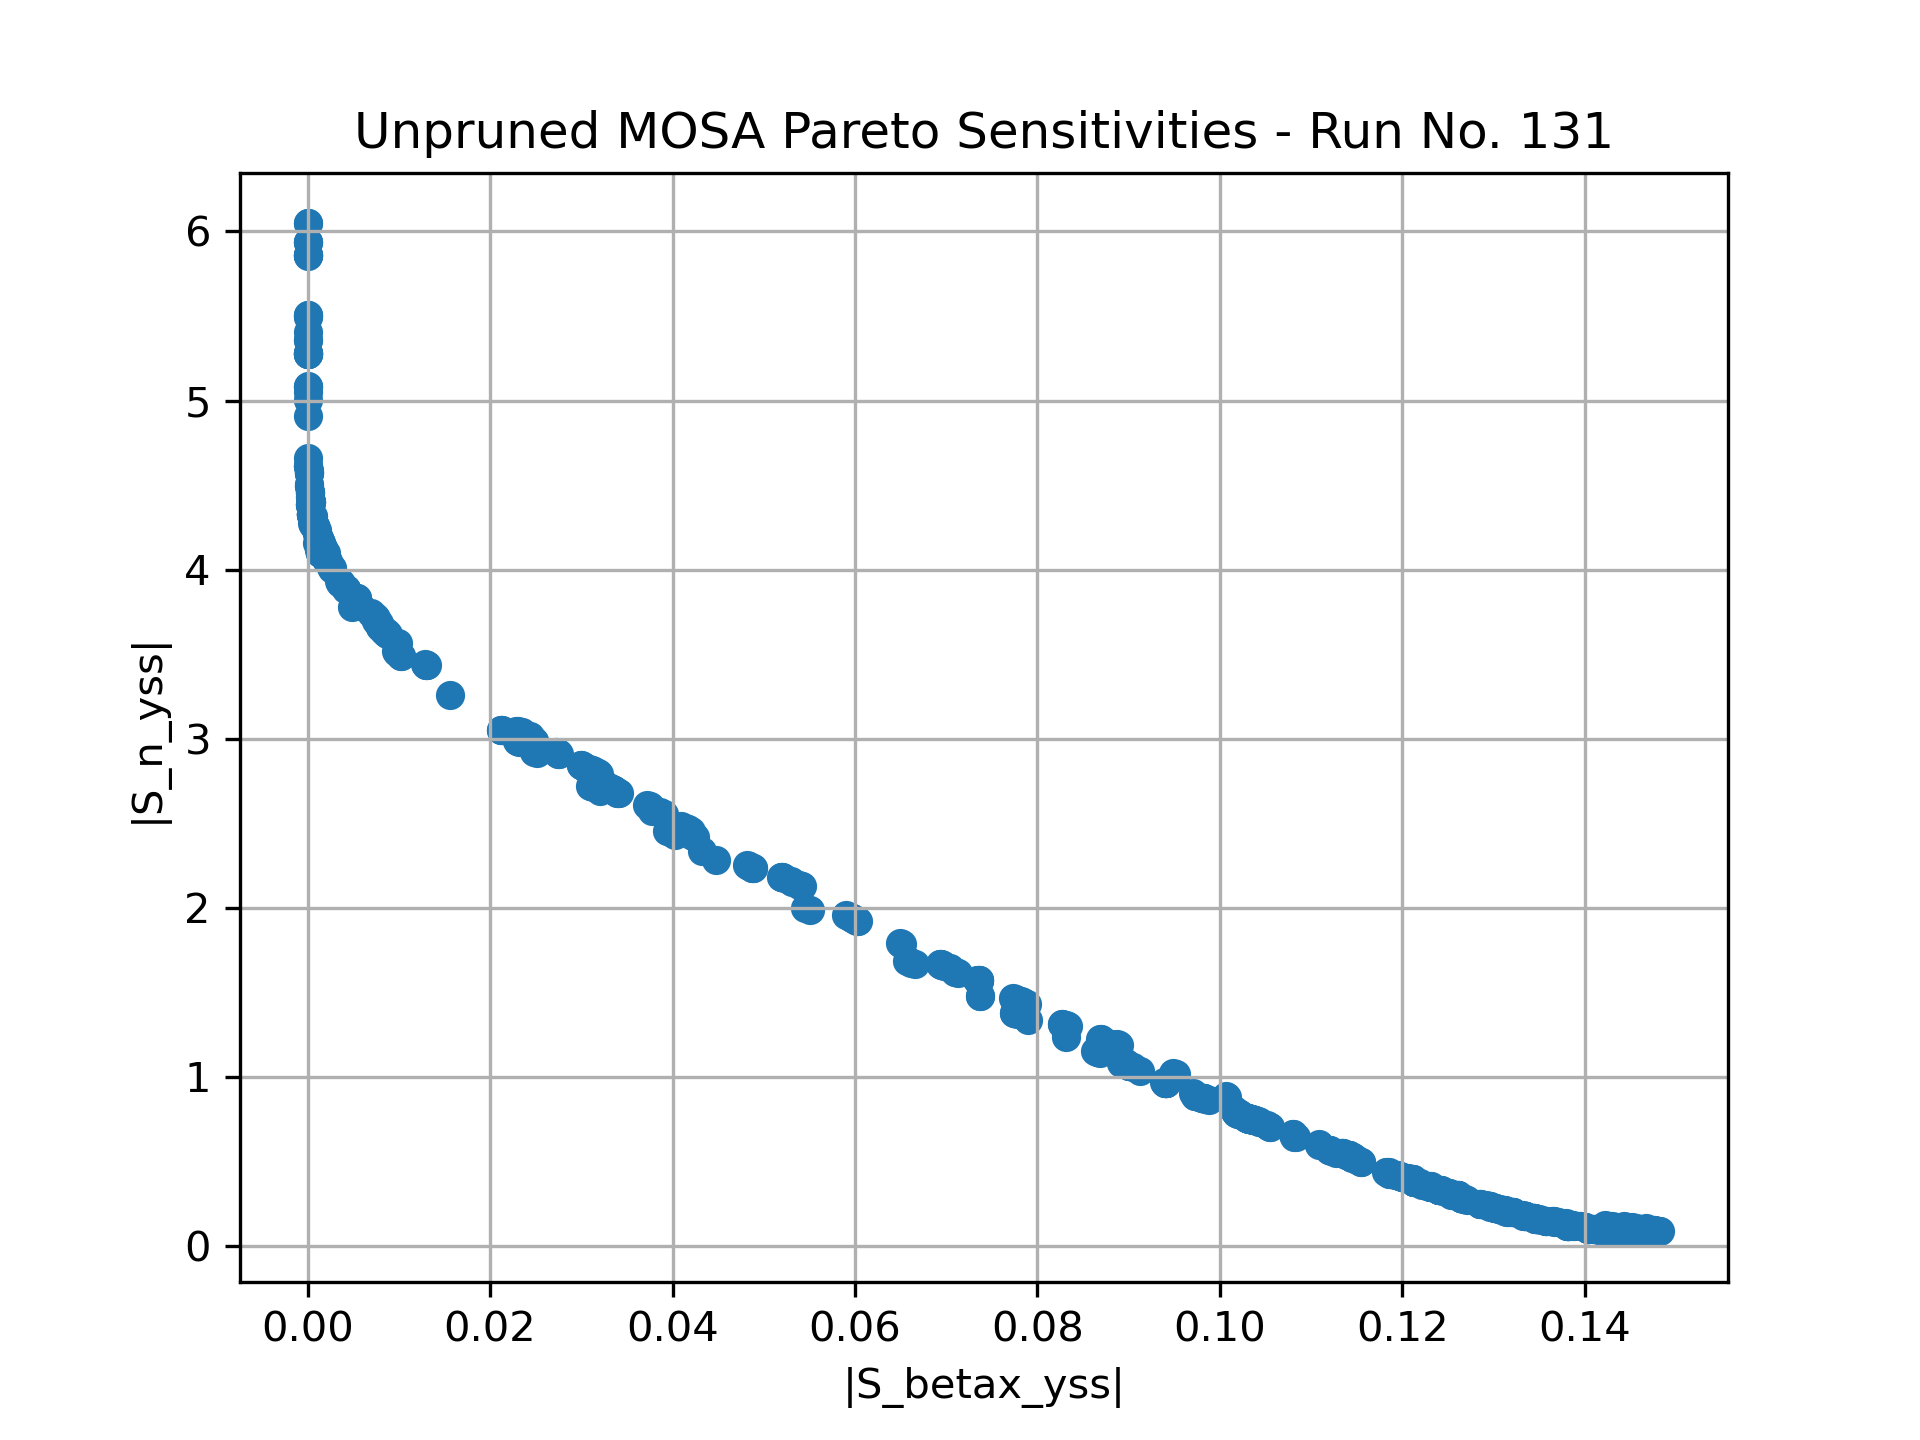 Unpruned MOSA Pareto Sensitivities - Run No. 131
6
5
4
3
2
1
0
|S_n_yss|
0.00 0.02 0.04 0.06 0.08 0.10 0.12 0.14
|S_betax_yss|